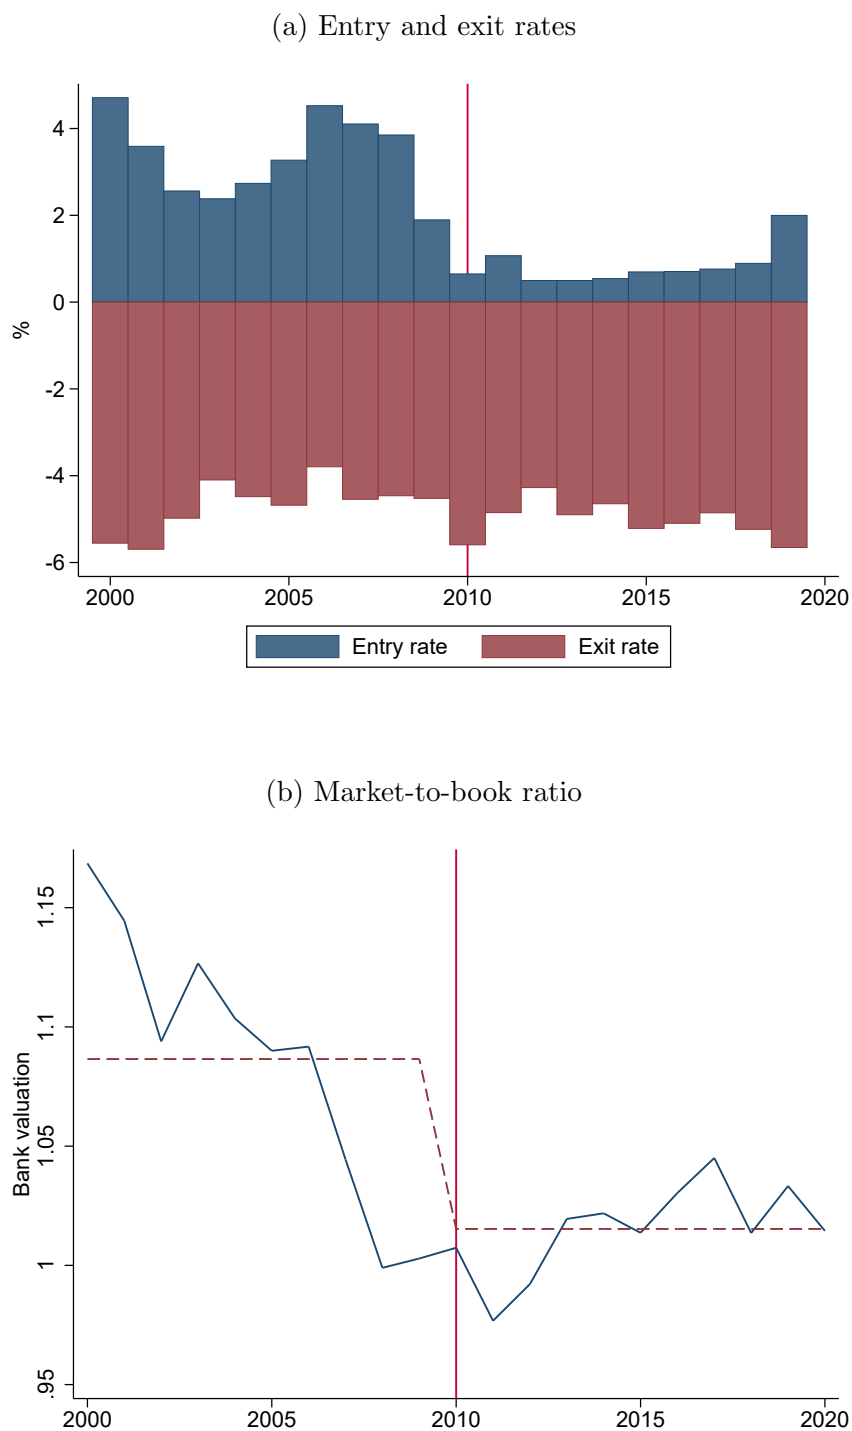 (a) Entry and exit rates
4
2
0
-2
-4
-6
%
2000 2005 2010 2015 2020
Entry rate Exit rate
(b) Market-to-book ratio
1.15
1.1
1.05
1
.95
Bank valuation
2000 2005 2010 2015 2020